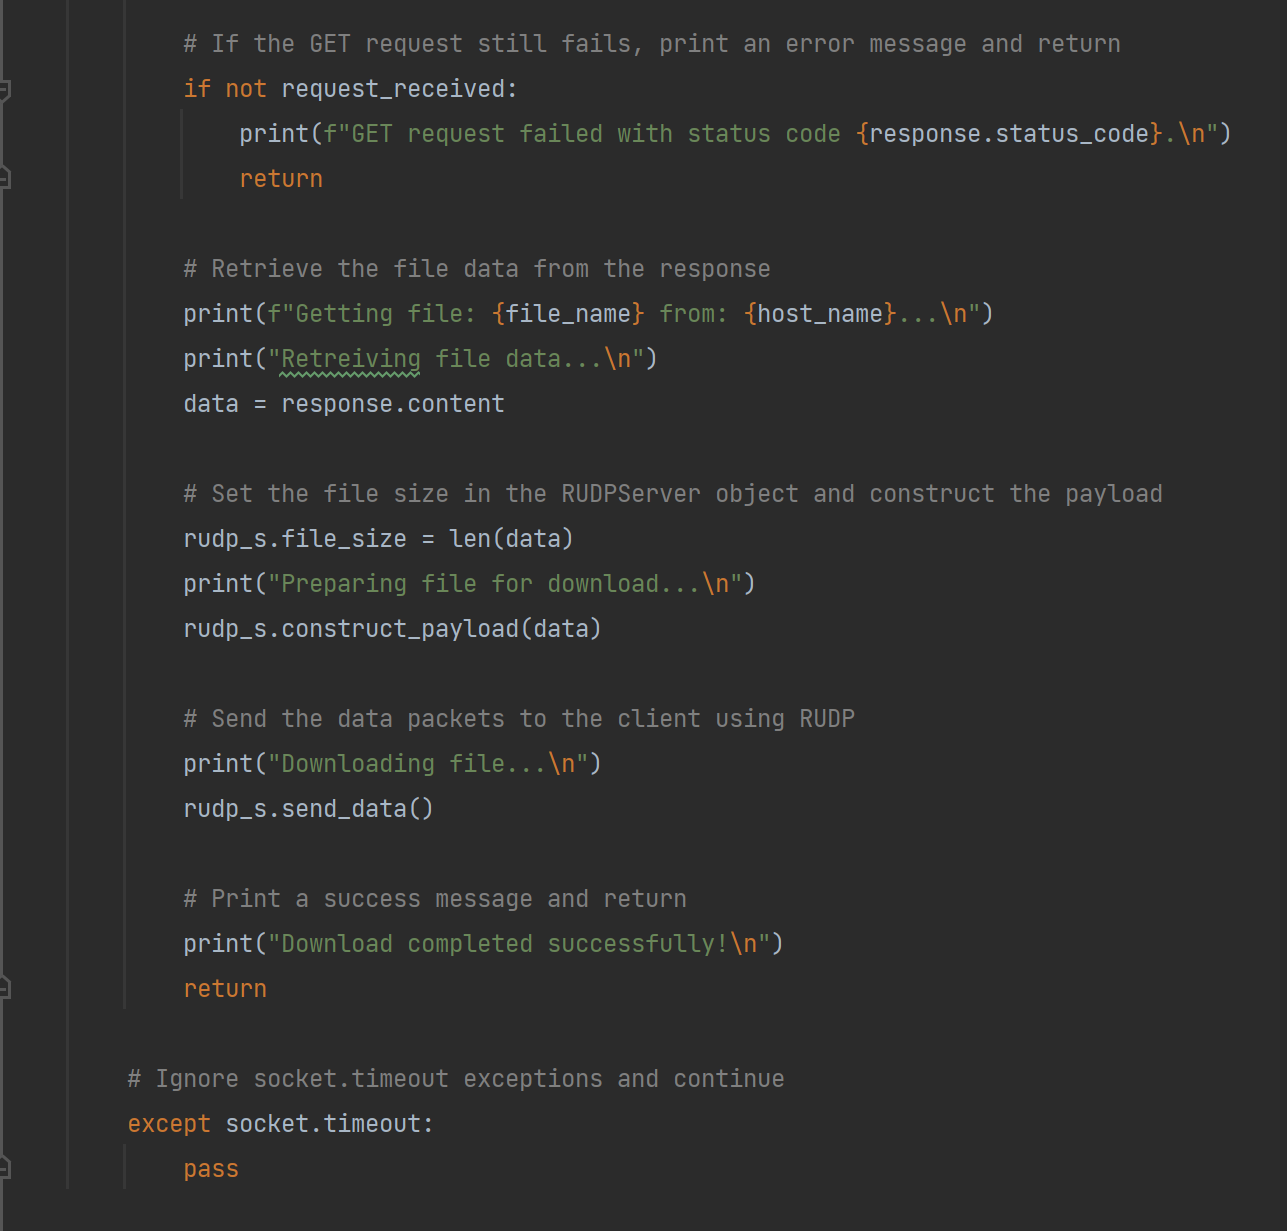 # If the GET request still fails, print an error message and return
if not request_received:
print(f"GET request failed with status code {response.status_code}.\n")
return
# Retrieve the file data from the response
print(f"Getting file: {file_name} from: {host_name}...\n")
print("Retreiving file data...\n")
data = response.content
# Set the file size in the RUDPServer object and construct the payload
rudp_s.file_size = len(data)
print("Preparing file for download...\n")
rudp_s.construct_payload(data)
# Send the data packets to the client using RUDP
print("Downloading file...\n")
rudp_s.send_data()
# Print a success message and return
print("Download completed successfully!\n")
return
# Ignore socket.timeout exceptions and continue
except socket.timeout:
pass